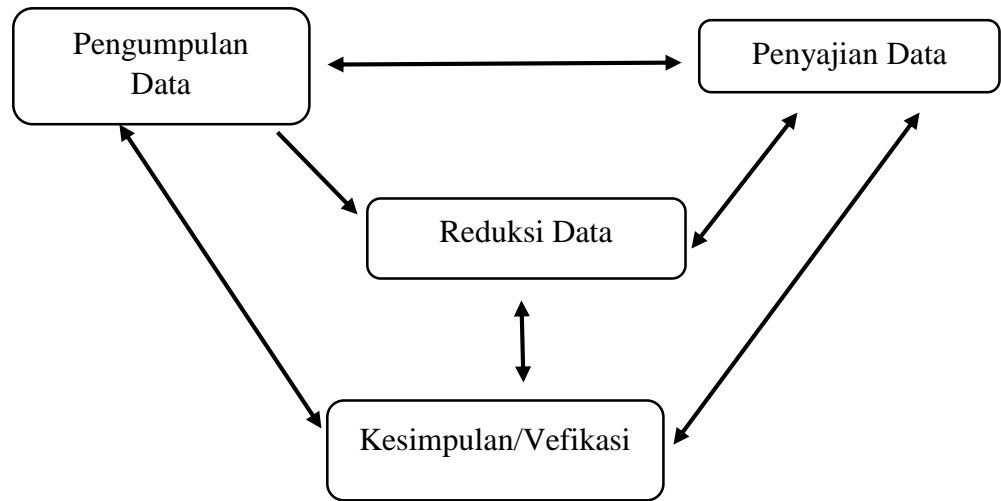 Pengumpulan
Data
Penyajian Data
Reduksi Data
Kesimpulan/Vefikasi